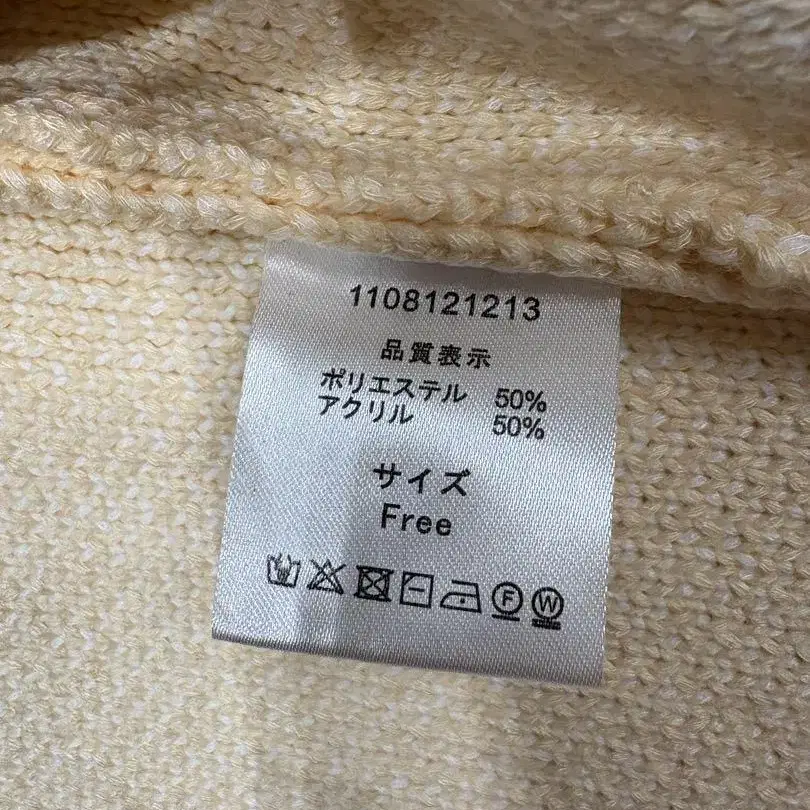 1108121213
品質表示
ポリエステル 50%
アクリル 50%
サイズ
Free
F W